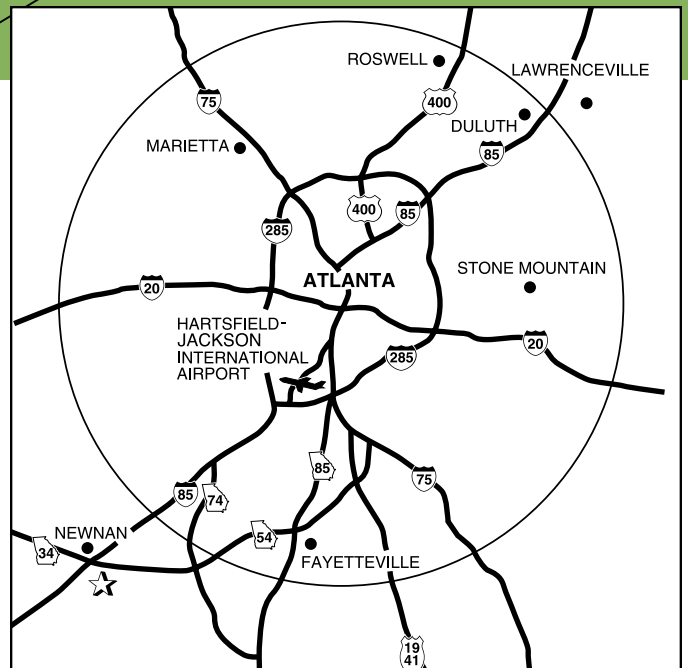 ROSWELL
LAWRENCEVILLE
75
400
DULUTH
MARIETTA
85
400
85
285
STONE MOUNTAIN
ATLANTA
20
HARTSFIELD-
JACKSON
INTERNATIONAL
AIRPORT
20
285
85
75
85
74
NEWNAN
54
34
FAYETTEVILLE
19
41